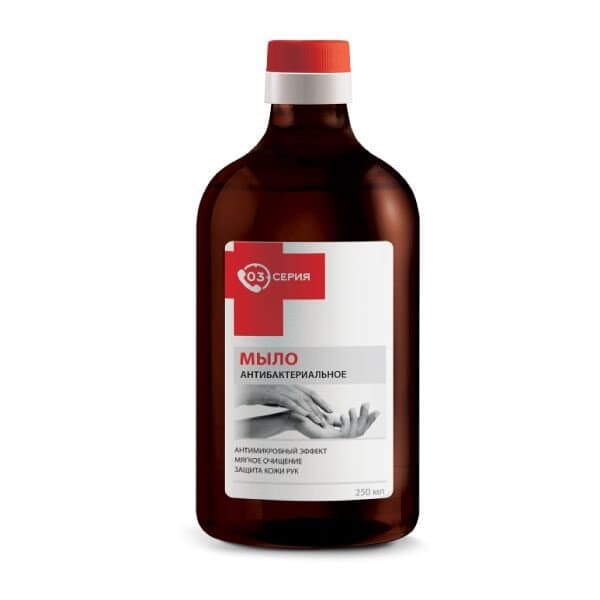 03 СЕРИЯ
МЫЛО
АНТИБАКТЕРИАЛЬНОЕ
АНТИМИКРОБНЫЙ ЭФФЕКТ
МЯГКОЕ ОЧИЩЕНИЕ
ЗАЩИТА КОЖИ РУК
250 мл